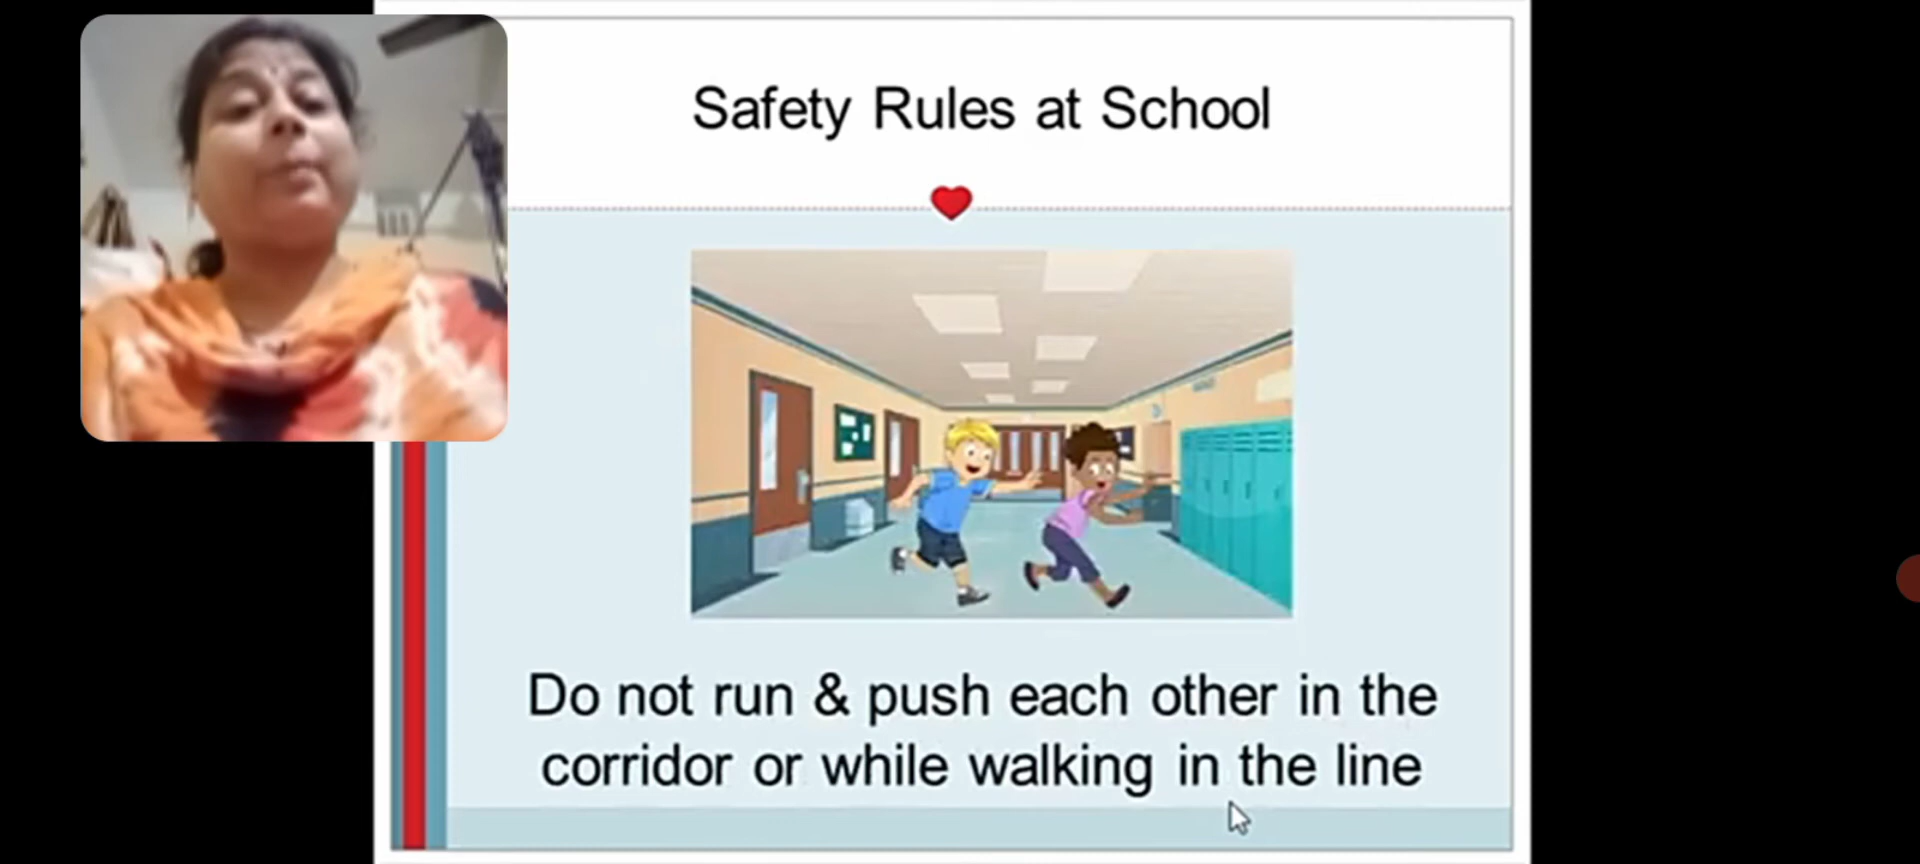 Safety Rules at School
Do not run & push each other in the
corridor or while walking in the line